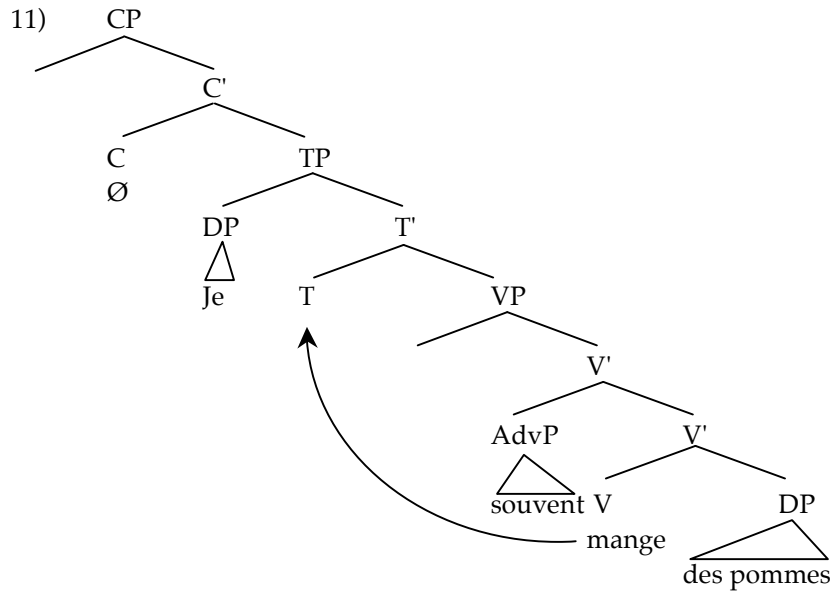 11) CP
C'
C TP
Ø
DP T'
Je T VP
V'
AdvP V'
souvent V DP
mange
des pommes